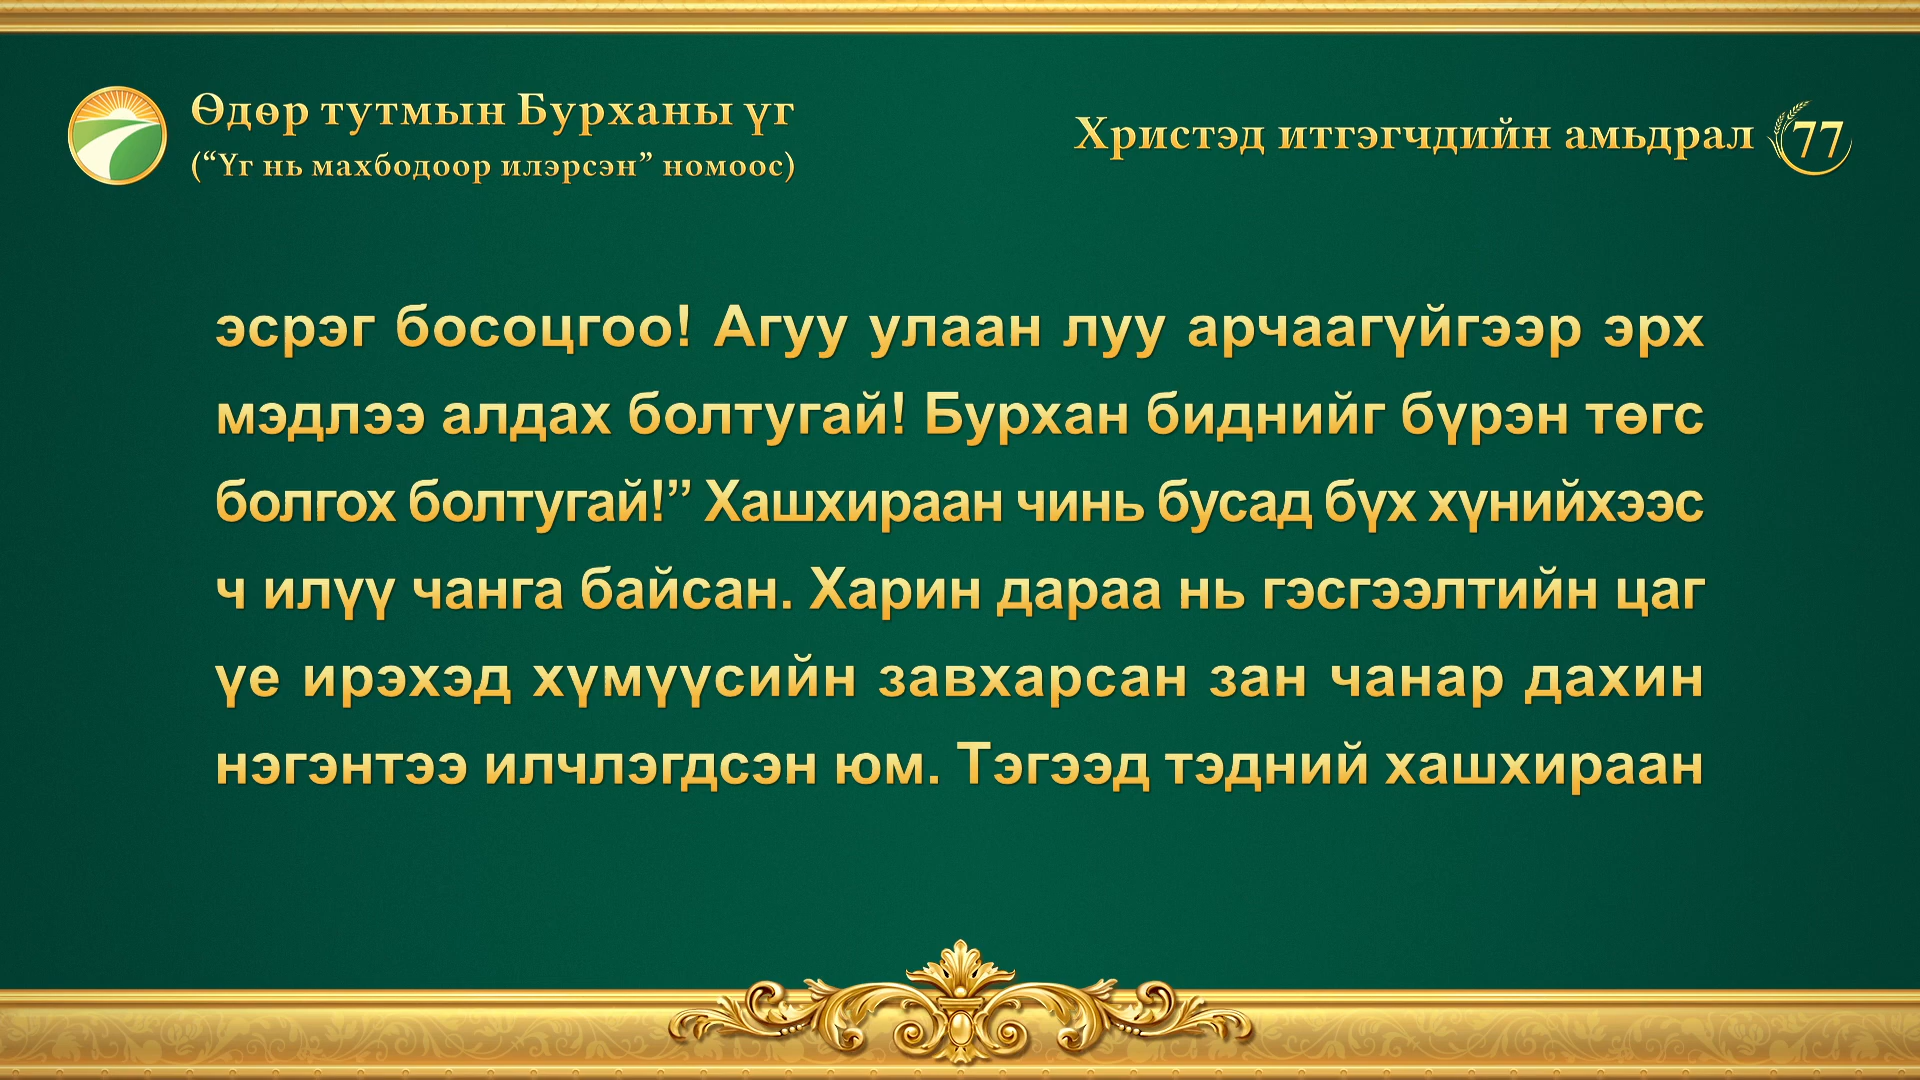 Өдөр тутмын Бурханы үг
(“Үг нь махбодоор илэрсэн” номоос)
Христэд итгэгчдийн амьдрал 77
эсрэг босоцгоо! Агуу улаан луу арчаагүйгээр эрх
мэдлээ алдах болтугай! Бурхан биднийг бүрэн төгс
болгох болтугай!” Хашхираан чинь бусад бүх хүнийхээс
ч илүү чанга байсан. Харин дараа нь гэсгээлтийн цаг
үе ирэхэд хүмүүсийн завхарсан зан чанар дахин
нэгэнтээ илчлэгдсэн юм. Тэгээд тэдний хашхираан